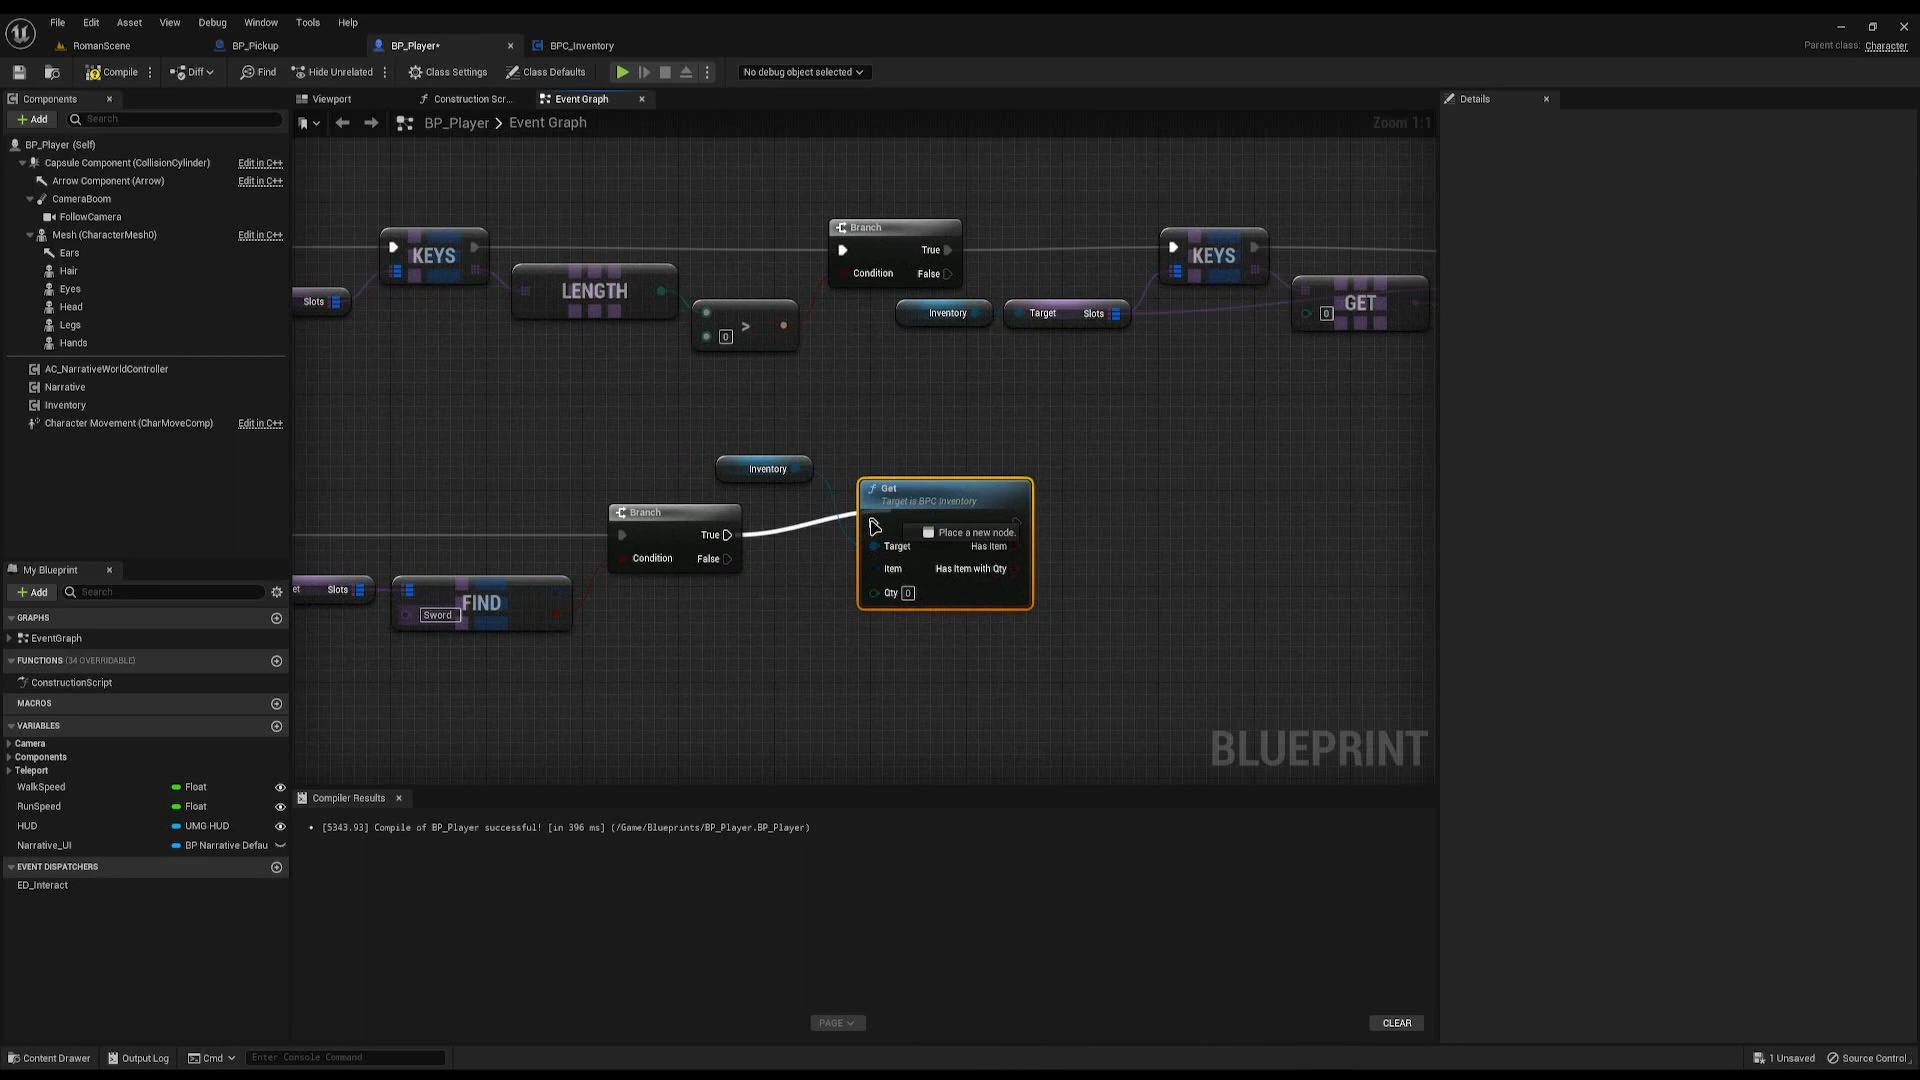 File Edit Asset View Debug Window Tools Help
RomanScene BP_Pickup BP_Player* BPC_Inventory
Parent class: Character
Compile Diff Find Hide Unrelated Class Settings Class Defaults No debug object selected
Components
Viewport Construction Scr... Event Graph
Details
Add Search
BP_Player > Event Graph
Zoom 1:1
BP_Player (Self)
Capsule Component (CollisionCylinder) Edit in C++
Arrow Component (Arrow) Edit in C++
CameraBoom
FollowCamera
Mesh (CharacterMesh0) Edit in C++
Ears
Hair
Eyes
Head
Legs
Hands
AC_NarrativeWorldController
Narrative
Inventory
Character Movement (CharMoveComp) Edit in C++
Branch
True
Condition False
KEYS
Slots
LENGTH
>
0
Inventory
Target Slots
KEYS
GET
0
Inventory
Branch
True
Condition False
Slots
FIND
Sword
Get
Target is BPC Inventory
Place a new node.
Target Has Item
Item Has Item with Qty
Qty 0
BLUEPRINT
My Blueprint
Add Search
GRAPHS
EventGraph
FUNCTIONS (34 OVERRIDABLE)
ConstructionScript
MACROS
VARIABLES
Camera
Components
Teleport
WalkSpeed Float
RunSpeed Float
HUD UMG HUD
Narrative_UI BP Narrative Defau
EVENT DISPATCHERS
ED_Interact
Compiler Results
[5343.93] Compile of BP_Player successful! [in 396 ms] (/Game/Blueprints/BP_Player.BP_Player)
PAGE
CLEAR
Content Drawer Output Log Cmd Enter Console Command
1 Unsaved Source Control